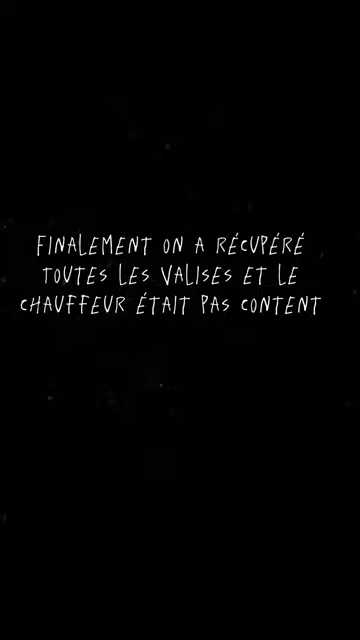 FINALEMENT ON A RÉCUPÉRÉ
TOUTES LES VALISES ET LE
CHAUFFEUR ÉTAIT PAS CONTENT